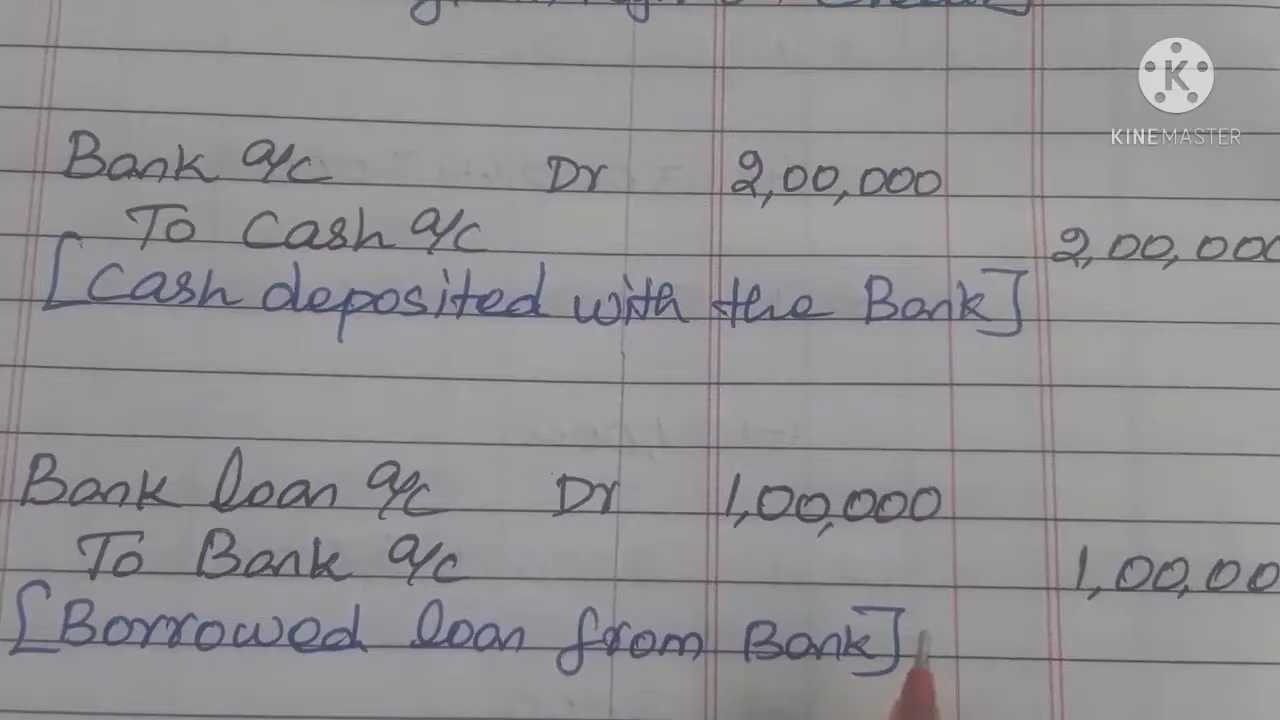 KINEMASTER
Bank a/c Dr 2,00,000
To Cash a/c 2,00,000
[Cash deposited with the Bank]
Bank loan a/c Dr 1,00,000
To Bank a/c 1,00,00
[Borrowed loan from Bank]